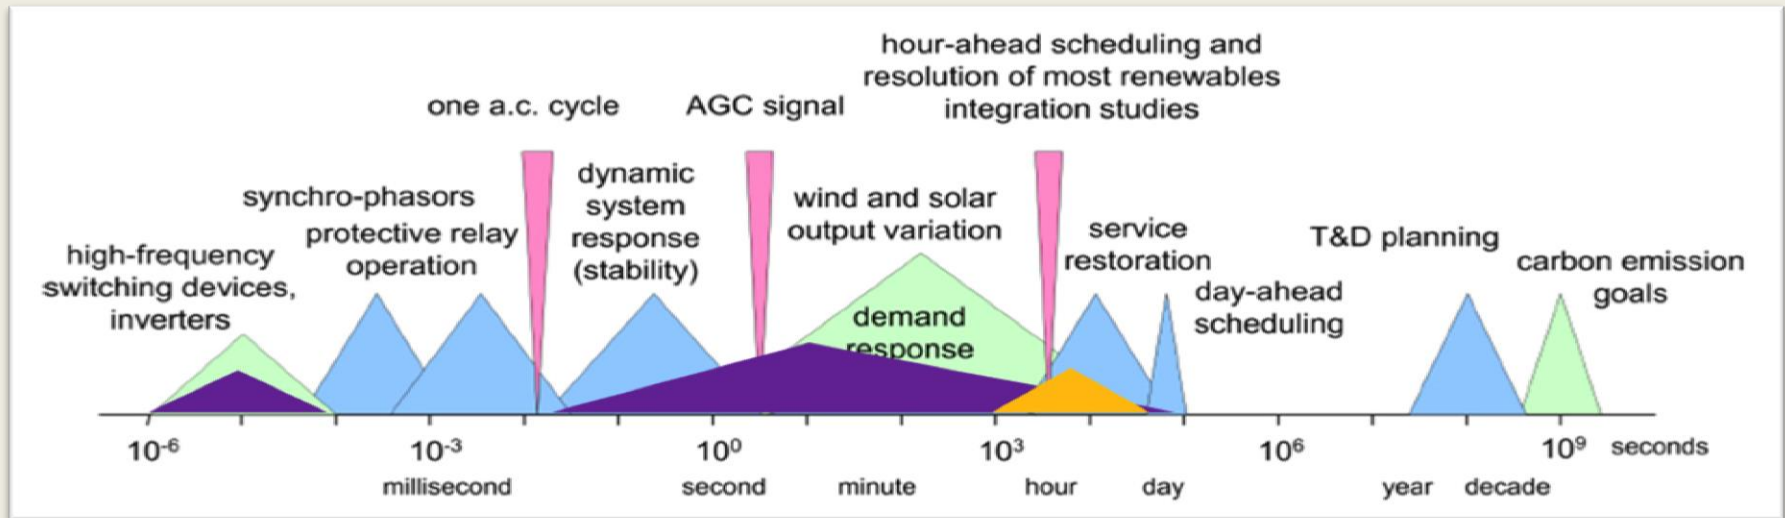 hour-ahead scheduling and
resolution of most renewables
integration studies
one a.c. cycle
AGC signal
dynamic
system
response
(stability)
synchro-phasors
wind and solar
output variation
protective relay
operation
service
restoration
T&D planning
high-frequency
switching devices,
inverters
carbon emission
goals
day-ahead
scheduling
demand
response
10⁻⁶ 10⁻³ 10⁰ 10³ 10⁶ 10⁹ seconds
millisecond second minute hour day year decade